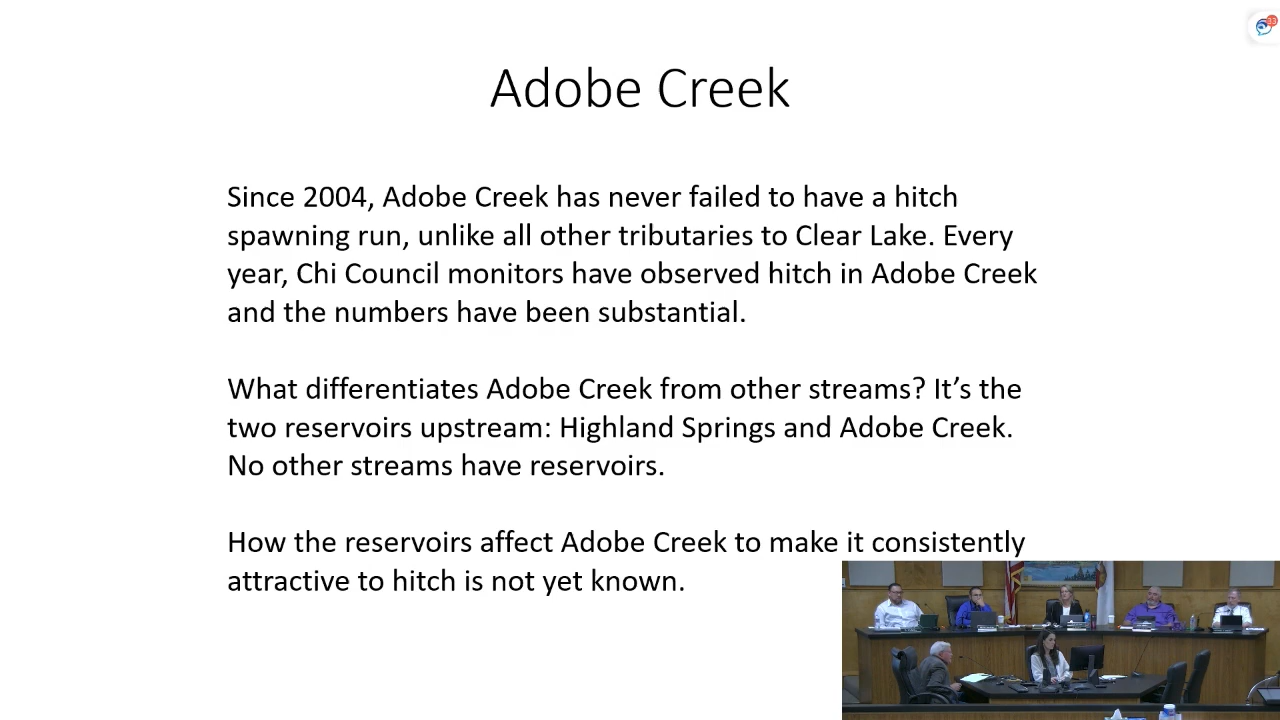 Adobe Creek
Since 2004, Adobe Creek has never failed to have a hitch
spawning run, unlike all other tributaries to Clear Lake. Every
year, Chi Council monitors have observed hitch in Adobe Creek
and the numbers have been substantial.
What differentiates Adobe Creek from other streams? It’s the
two reservoirs upstream: Highland Springs and Adobe Creek.
No other streams have reservoirs.
How the reservoirs affect Adobe Creek to make it consistently
attractive to hitch is not yet known.